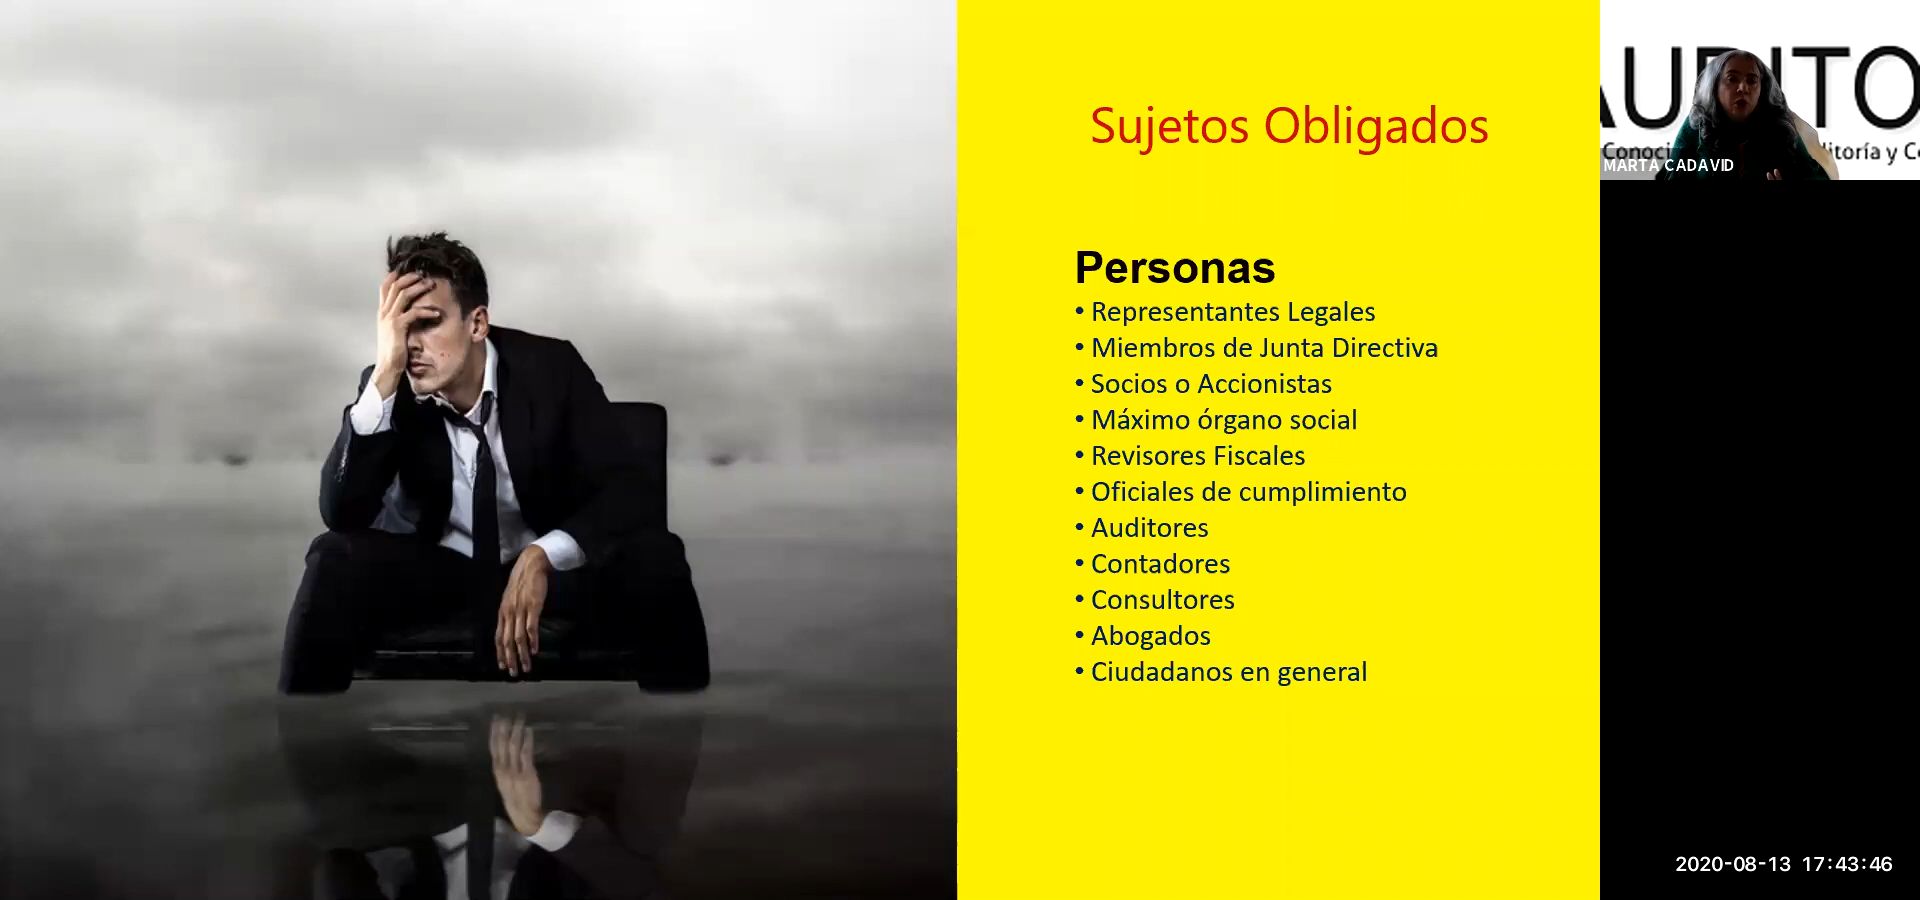 Sujetos Obligados
Personas
• Representantes Legales
• Miembros de Junta Directiva
• Socios o Accionistas
• Máximo órgano social
• Revisores Fiscales
• Oficiales de cumplimiento
• Auditores
• Contadores
• Consultores
• Abogados
• Ciudadanos en general
MARTA CADAVID
2020-08-13 17:43:46